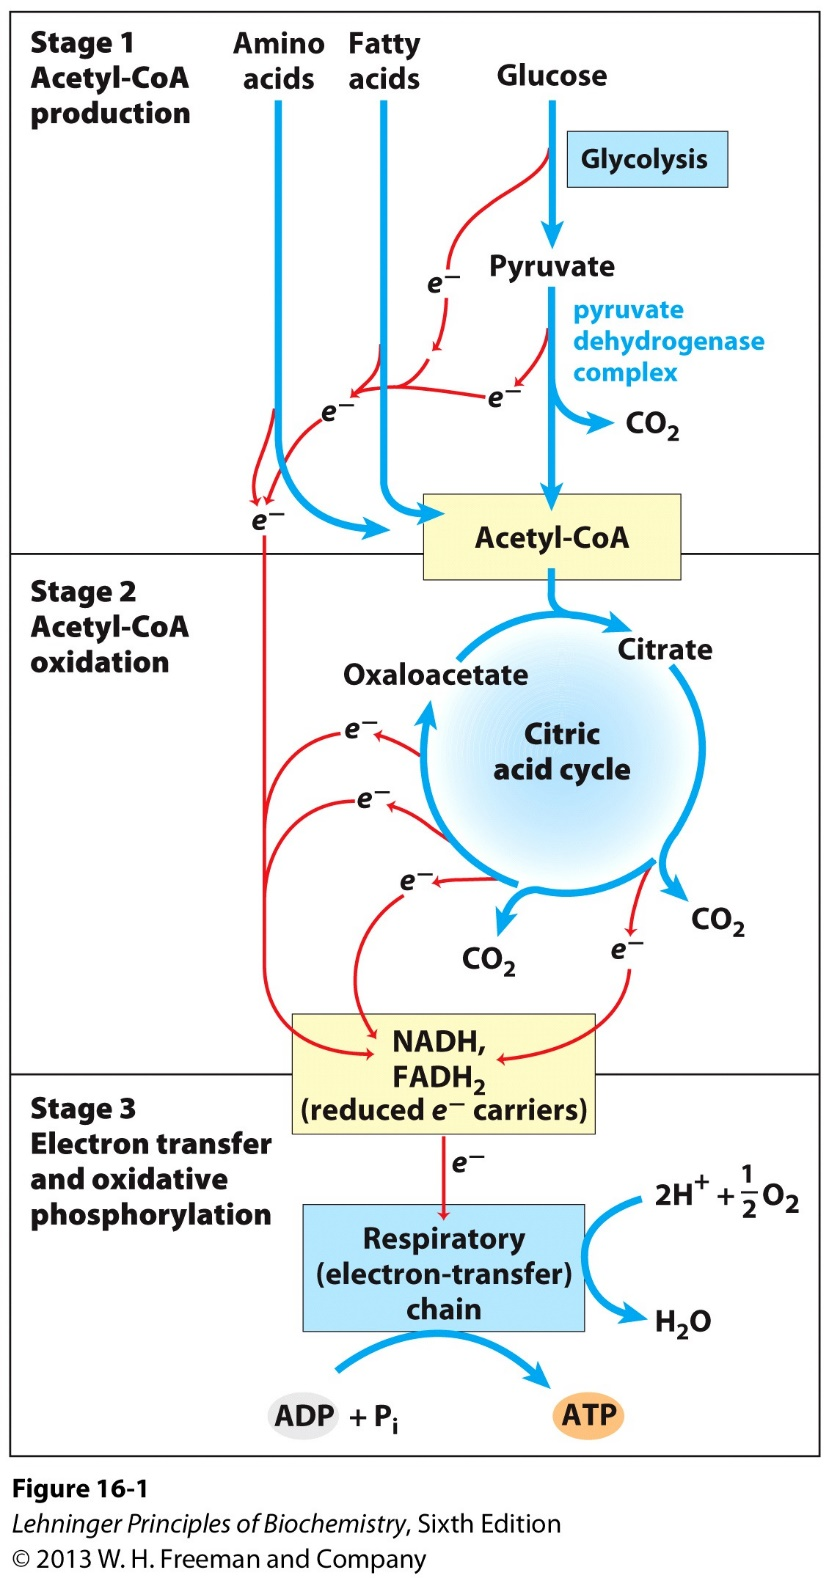 Stage 1
Acetyl-CoA
production
Amino
acids
Fatty
acids
Glucose
Glycolysis
e⁻
Pyruvate
pyruvate
dehydrogenase
complex
e⁻
e⁻
CO₂
e⁻
Acetyl-CoA
Stage 2
Acetyl-CoA
oxidation
Citrate
Oxaloacetate
Citric
acid cycle
e⁻
e⁻
e⁻
CO₂
e⁻
CO₂
NADH,
FADH₂
(reduced e⁻ carriers)
Stage 3
Electron transfer
and oxidative
phosphorylation
e⁻
2H⁺ + ½O₂
Respiratory
(electron-transfer)
chain
H₂O
ADP + Pᵢ
ATP
Figure 16-1
Lehninger Principles of Biochemistry, Sixth Edition
© 2013 W. H. Freeman and Company